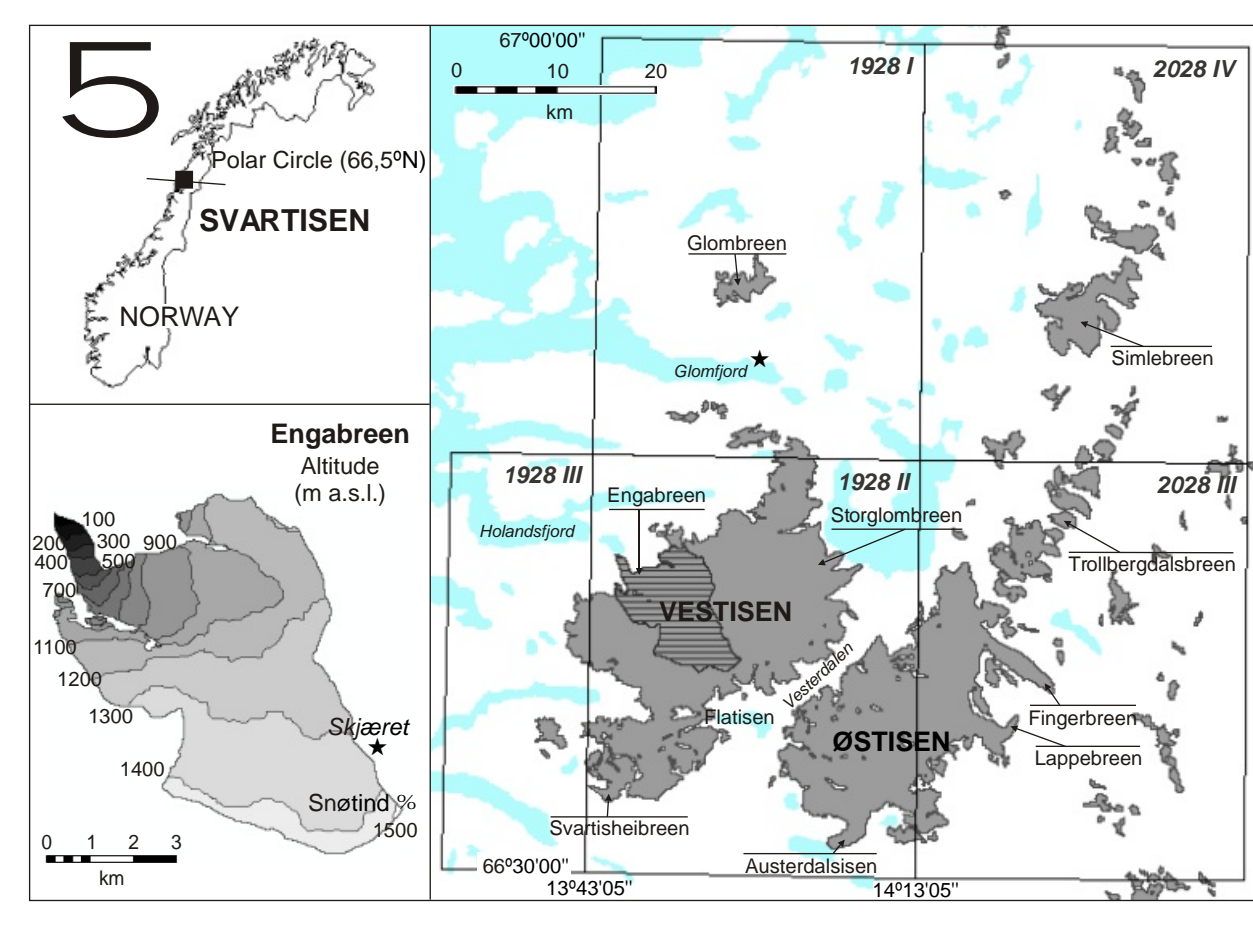 5
Polar Circle (66,5ºN)
SVARTISEN
NORWAY
Engabreen
Altitude
(m a.s.l.)
100
200
300
900
400
500
700
1100
1200
1300
Skjæret
1400
Snøtind %
1500
0 1 2 3
km
67º00'00"
0 10 20
km
1928 I
2028 IV
Glombreen
Simlebreen
Glomfjord
1928 III
1928 II
2028 III
Engabreen
Storglombreen
Holandsfjord
Trollbergdalsbreen
VESTISEN
Vesterdalen
Flatisen
Fingerbreen
ØSTISEN
Lappebreen
Svartisheibreen
Austerdalsisen
66º30'00"
13º43'05"
14º13'05"